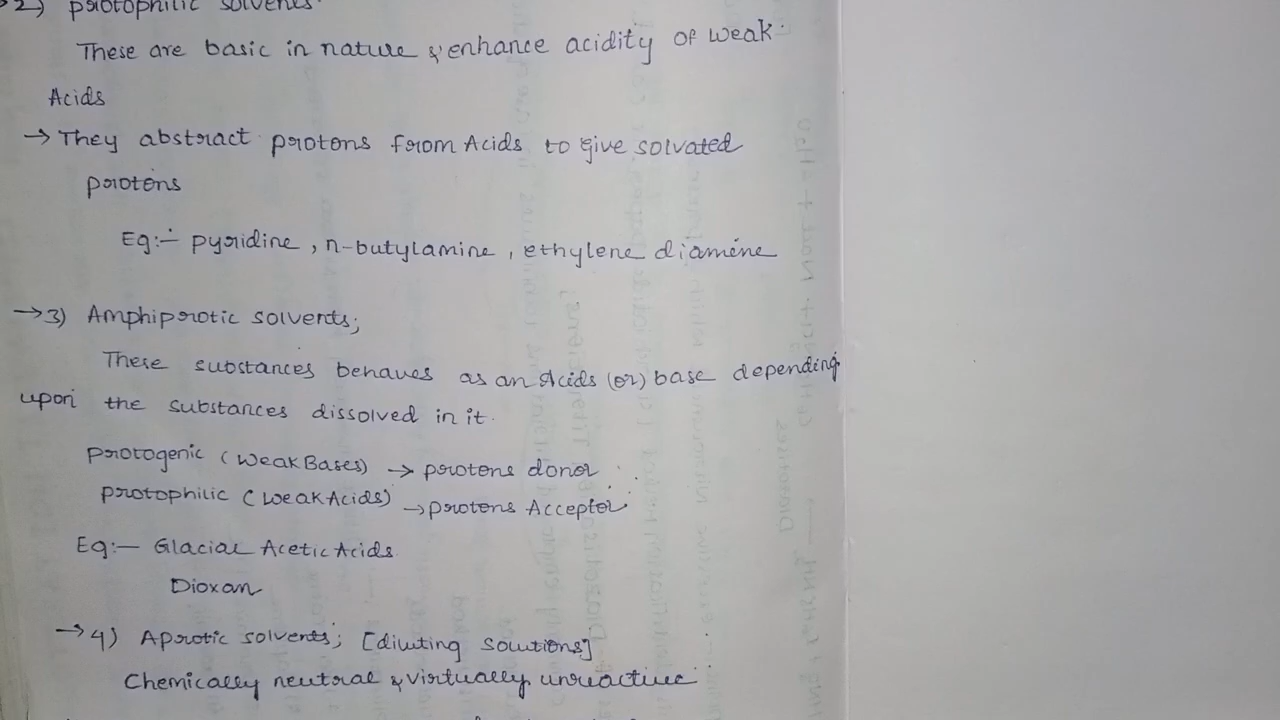 2) protophilic solvents.
These are basic in nature & enhance acidity of weak
Acids
→ They abstract protons from Acids to give solvated
protons
Eg:- pyridine, n-butylamine, ethylene diamine
→3) Amphiprotic solvents;
These substances behaves as an Acids (or) base depending
upon the substances dissolved in it.
protogenic (weak Bases) → protons donor
protophilic (weak Acids) → protons Acceptor
Eg:- Glacial Acetic Acids.
Dioxan
→4) Aprotic solvents; [diluting solutions]
Chemically neutral & virtually unreactive